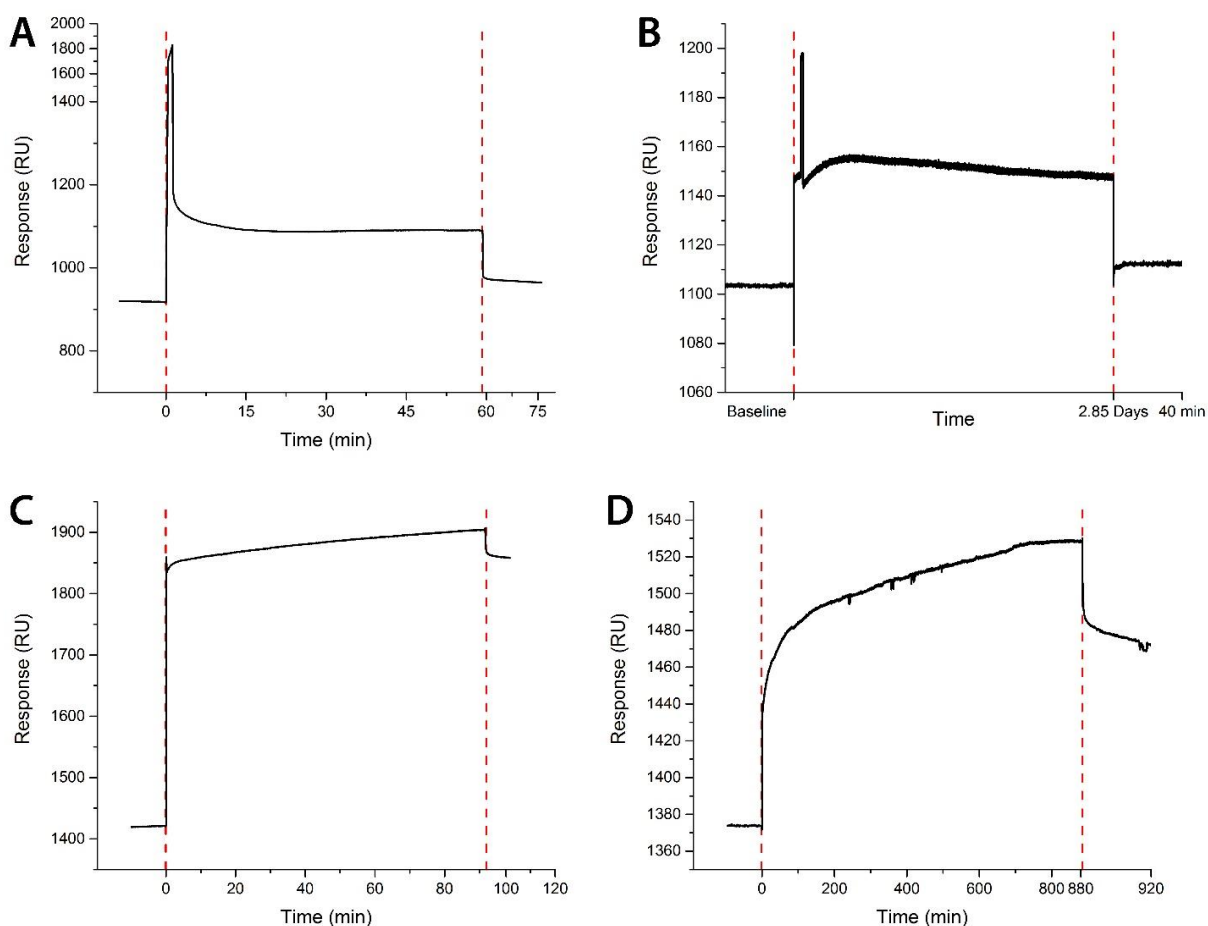 A
Response (RU)
2000
1800
1600
1400
1200
1000
800
0 15 30 45 60 75
Time (min)
B
Response (RU)
1200
1180
1160
1140
1120
1100
1080
1060
Baseline 2.85 Days 40 min
Time
C
Response (RU)
1900
1800
1700
1600
1500
1400
0 20 40 60 80 100 120
Time (min)
D
Response (RU)
1540
1520
1500
1480
1460
1440
1420
1400
1380
1360
0 200 400 600 800 880 920
Time (min)